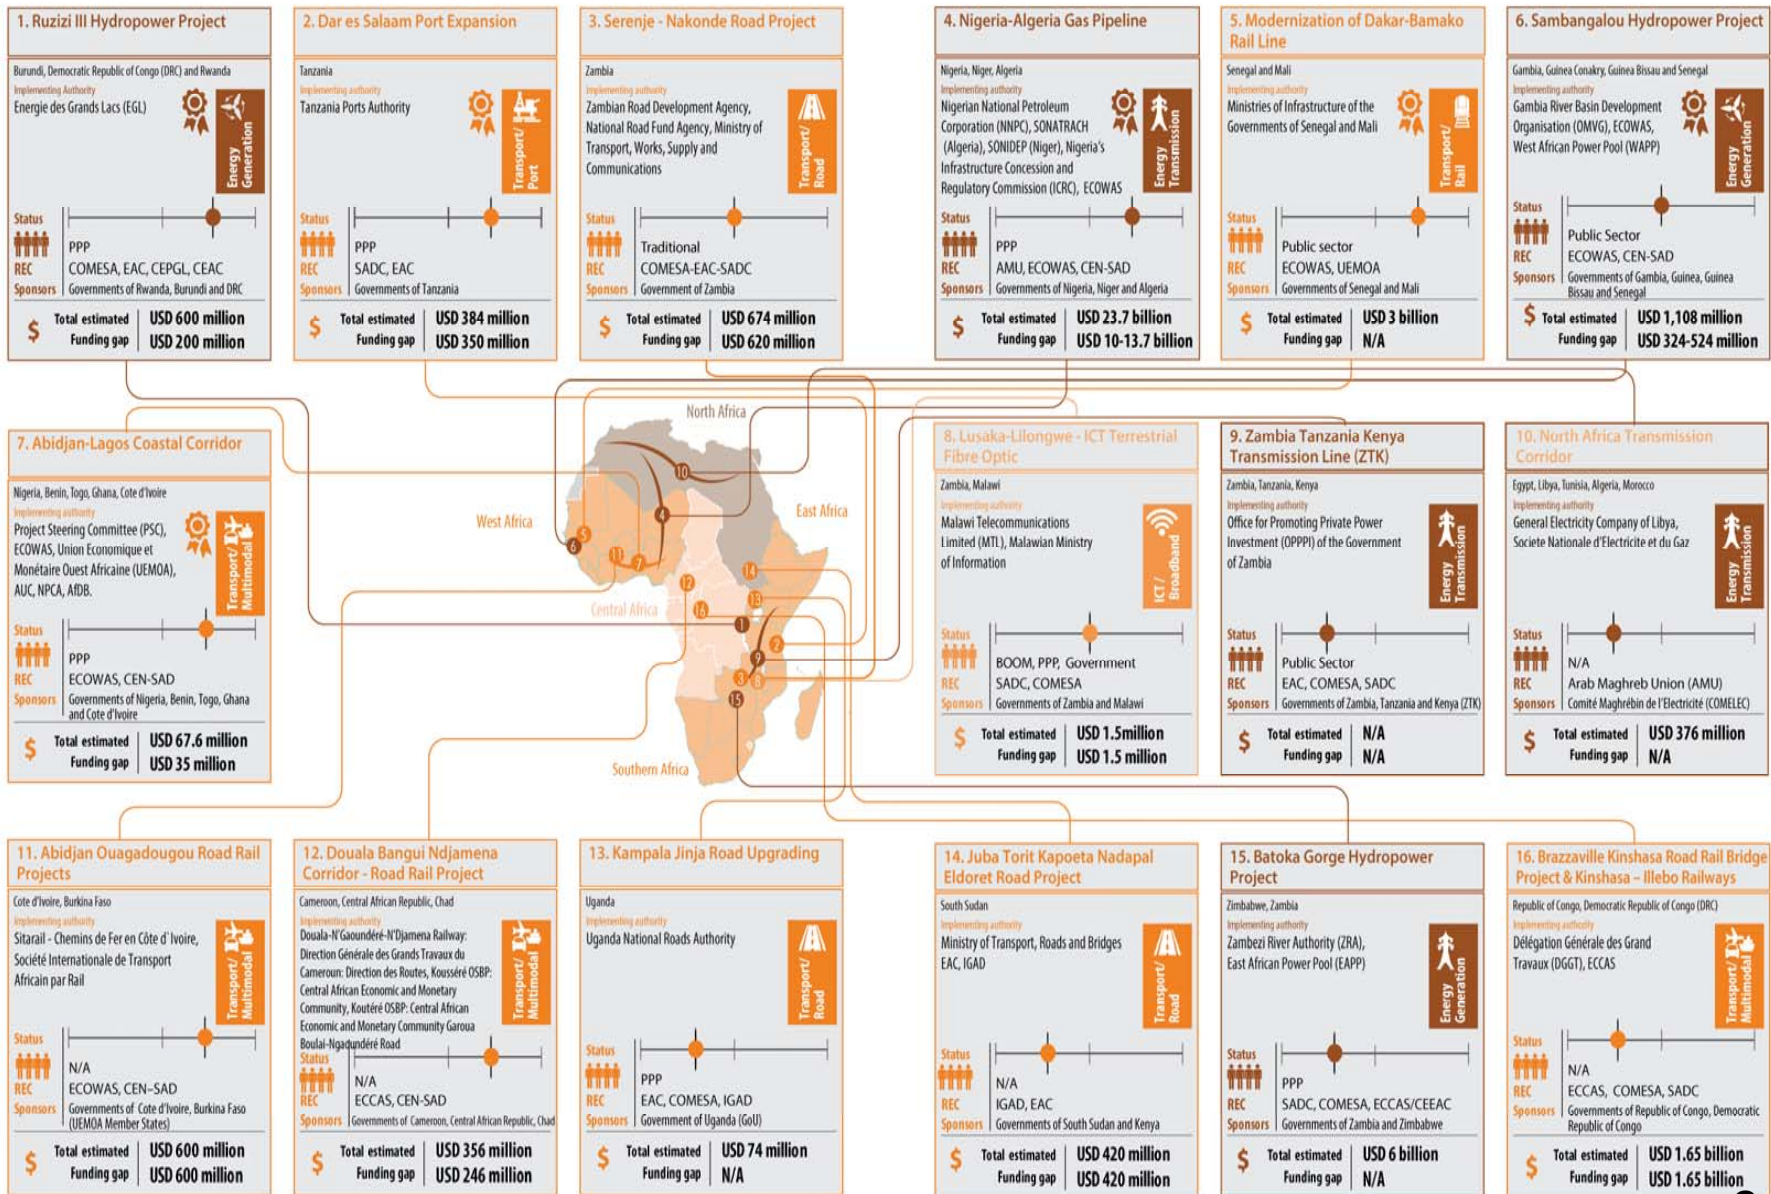 1. Ruzizi III Hydropower Project
Burundi, Democratic Republic of Congo (DRC) and Rwanda
Implementing Authority
Energie des Grands Lacs (EGL)
Energy
Generation
Status
PPP
REC
COMESA, EAC, CEPGL, CEAC
Sponsors
Governments of Rwanda, Burundi and DRC
$
Total estimated
USD 600 million
Funding gap
USD 200 million
2. Dar es Salaam Port Expansion
Tanzania
Implementing authority
Tanzania Ports Authority
Transport/
Port
Status
PPP
REC
SADC, EAC
Sponsors
Governments of Tanzania
$
Total estimated
USD 384 million
Funding gap
USD 350 million
3. Serenje - Nakonde Road Project
Zambia
Implementing authority
Zambian Road Development Agency,
National Road Fund Agency, Ministry of
Transport, Works, Supply and
Communications
Transport/
Road
Status
Traditional
REC
COMESA-EAC-SADC
Sponsors
Government of Zambia
$
Total estimated
USD 674 million
Funding gap
USD 620 million
4. Nigeria-Algeria Gas Pipeline
Nigeria, Niger, Algeria
Implementing authority
Nigerian National Petroleum
Corporation (NNPC), SONATRACH
(Algeria), SONIDEP (Niger), Nigeria's
Infrastructure Concession and
Regulatory Commission (ICRC), ECOWAS
Energy
Transmission
Status
PPP
REC
AMU, ECOWAS, CEN-SAD
Sponsors
Governments of Nigeria, Niger and Algeria
$
Total estimated
USD 23.7 billion
Funding gap
USD 10-13.7 billion
5. Modernization of Dakar-Bamako
Rail Line
Senegal and Mali
Implementing authority
Ministries of Infrastructure of the
Governments of Senegal and Mali
Transport/
Rail
Status
Public sector
REC
ECOWAS, UEMOA
Sponsors
Governments of Senegal and Mali
$
Total estimated
USD 3 billion
Funding gap
N/A
6. Sambangalou Hydropower Project
Gambia, Guinea Conakry, Guinea Bissau and Senegal
Implementing authority
Gambia River Basin Development
Organisation (OMVG), ECOWAS,
West African Power Pool (WAPP)
Energy
Generation
Status
Public Sector
REC
ECOWAS, CEN-SAD
Sponsors
Governments of Gambia, Guinea, Guinea
Bissau and Senegal
$
Total estimated
USD 1,108 million
Funding gap
USD 324-524 million
7. Abidjan-Lagos Coastal Corridor
Nigeria, Benin, Togo, Ghana, Cote d'Ivoire
Implementing authority
Project Steering Committee (PSC),
ECOWAS, Union Economique et
Monétaire Ouest Africaine (UEMOA),
AUC, NPCA, AfDB.
Transport/
Multimodal
Status
PPP
REC
ECOWAS, CEN-SAD
Sponsors
Governments of Nigeria, Benin, Togo, Ghana
and Cote d'Ivoire
$
Total estimated
USD 67.6 million
Funding gap
USD 35 million
North Africa
West Africa
East Africa
Central Africa
Southern Africa
10
4
5
6
11
7
12
14
13
16
1
2
9
3
8
15
8. Lusaka-Lilongwe - ICT Terrestrial
Fibre Optic
Zambia, Malawi
Implementing authority
Malawi Telecommunications
Limited (MTL), Malawian Ministry
of Information
ICT /
Broadband
Status
BOOM, PPP, Government
REC
SADC, COMESA
Sponsors
Governments of Zambia and Malawi
$
Total estimated
USD 1.5million
Funding gap
USD 1.5 million
9. Zambia Tanzania Kenya
Transmission Line (ZTK)
Zambia, Tanzania, Kenya
Implementing authority
Office for Promoting Private Power
Investment (OPPPI) of the Government
of Zambia
Energy
Transmission
Status
Public Sector
REC
EAC, COMESA, SADC
Sponsors
Governments of Zambia, Tanzania and Kenya (ZTK)
$
Total estimated
N/A
Funding gap
N/A
10. North Africa Transmission
Corridor
Egypt, Libya, Tunisia, Algeria, Morocco
Implementing authority
General Electricity Company of Libya,
Societe Nationale d'Electricite et du Gaz
Energy
Transmission
Status
N/A
REC
Arab Maghreb Union (AMU)
Sponsors
Comité Maghrébin de l'Electricité (COMELEC)
$
Total estimated
USD 376 million
Funding gap
N/A
11. Abidjan Ouagadougou Road Rail
Projects
Cote d'Ivoire, Burkina Faso
Implementing authority
Sitarail - Chemins de Fer en Côte d`Ivoire,
Société Internationale de Transport
Africain par Rail
Transport/
Multimodal
Status
N/A
REC
ECOWAS, CEN–SAD
Sponsors
Governments of Cote d'Ivoire, Burkina Faso
(UEMOA Member States)
$
Total estimated
USD 600 million
Funding gap
USD 600 million
12. Douala Bangui Ndjamena
Corridor - Road Rail Project
Cameroon, Central African Republic, Chad
Implementing authority
Douala-N'Gaoundéré-N'Djamena Railway:
Direction Générale des Grands Travaux du
Cameroun: Direction des Routes, Kousséré OSBP:
Central African Economic and Monetary
Community, Koutéré OSBP: Central African
Economic and Monetary Community Garoua
Boulai-Ngaoundéré Road
Transport/
Multimodal
Status
N/A
REC
ECCAS, CEN-SAD
Sponsors
Governments of Cameroon, Central African Republic, Chad
$
Total estimated
USD 356 million
Funding gap
USD 246 million
13. Kampala Jinja Road Upgrading
Uganda
Implementing authority
Uganda National Roads Authority
Transport/
Road
Status
PPP
REC
EAC, COMESA, IGAD
Sponsors
Government of Uganda (GoU)
$
Total estimated
USD 74 million
Funding gap
N/A
14. Juba Torit Kapoeta Nadapal
Eldoret Road Project
South Sudan
Implementing authority
Ministry of Transport, Roads and Bridges
EAC, IGAD
Transport/
Road
Status
N/A
REC
IGAD, EAC
Sponsors
Governments of South Sudan and Kenya
$
Total estimated
USD 420 million
Funding gap
USD 420 million
15. Batoka Gorge Hydropower
Project
Zimbabwe, Zambia
Implementing authority
Zambezi River Authority (ZRA),
East African Power Pool (EAPP)
Energy
Generation
Status
PPP
REC
SADC, COMESA, ECCAS/CEEAC
Sponsors
Governments of Zambia and Zimbabwe
$
Total estimated
USD 6 billion
Funding gap
N/A
16. Brazzaville Kinshasa Road Rail Bridge
Project & Kinshasa – Illebo Railways
Republic of Congo, Democratic Republic of Congo (DRC)
Implementing authority
Délégation Générale des Grand
Travaux (DGGT), ECCAS
Transport/
Multimodal
Status
N/A
REC
ECCAS, COMESA, SADC
Sponsors
Governments of Republic of Congo, Democratic
Republic of Congo
$
Total estimated
USD 1.65 billion
Funding gap
USD 1.65 billion